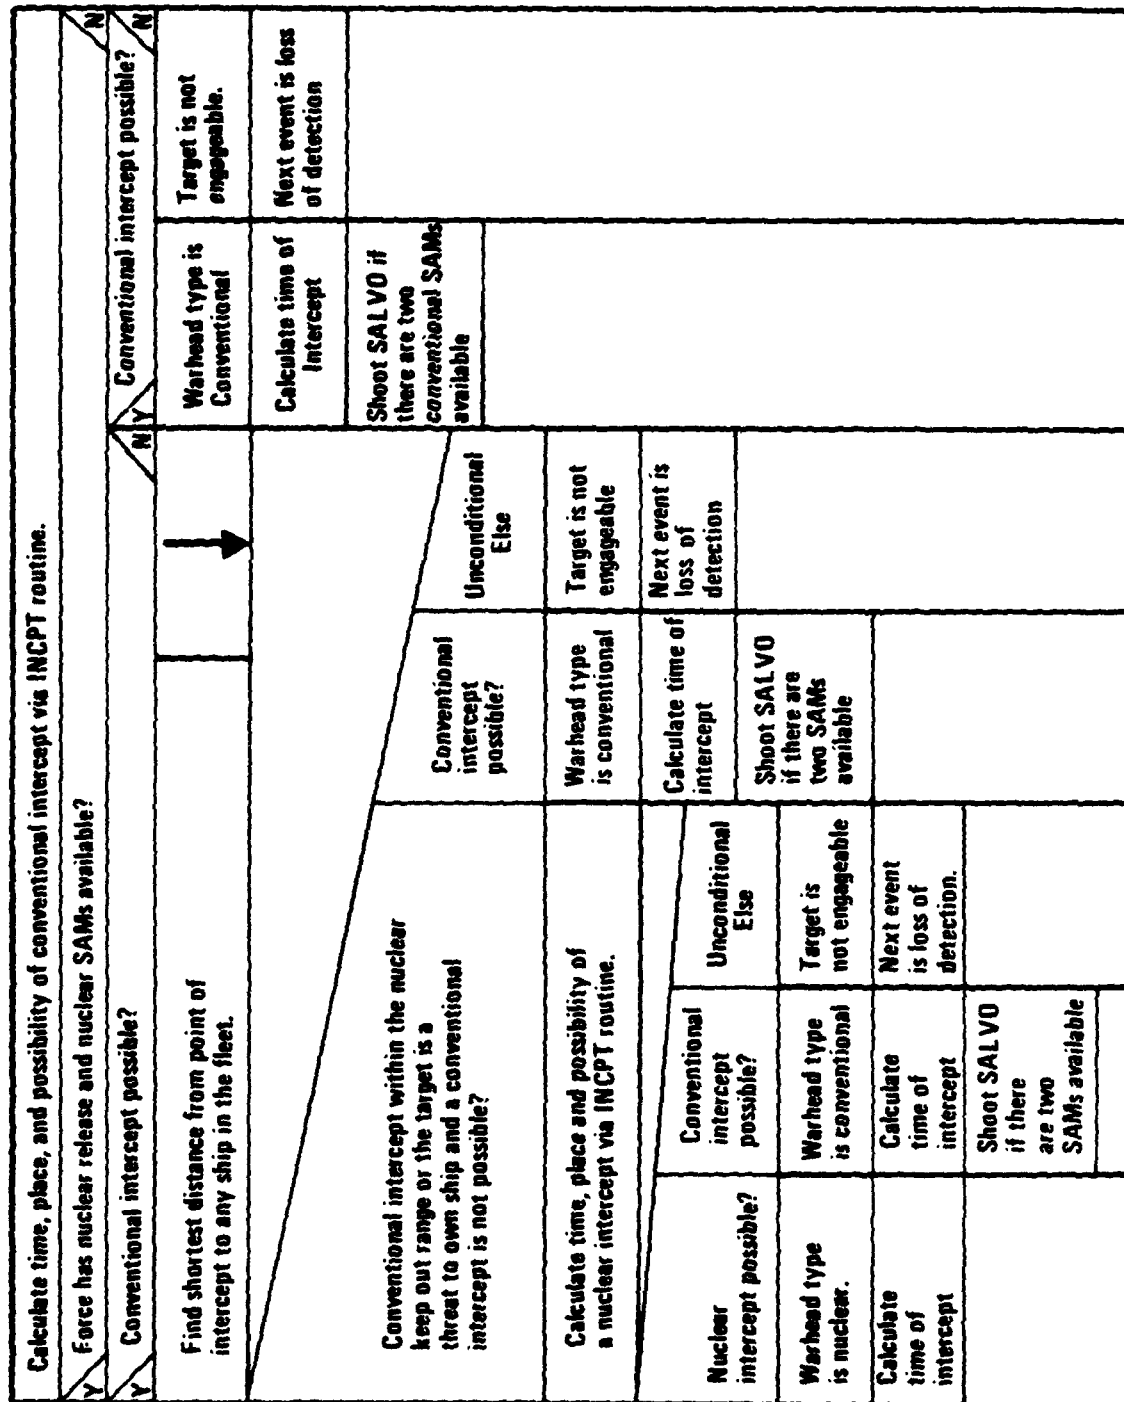 Calculate time, place, and possibility of conventional intercept via INCPT routine.
Y
Force has nuclear release and nuclear SAMs available?
N
Y
Conventional intercept possible?
N
Y
Conventional intercept possible?
N
Find shortest distance from point of
intercept to any ship in the fleet.
Warhead type is
Conventional
Target is not
engageable.
Calculate time of
Intercept
Next event is loss
of detection
Shoot SALVO if
there are two
conventional SAMs
available
Conventional intercept within the nuclear
keep out range or the target is a
threat to own ship and a conventional
intercept is not possible?
Conventional
intercept
possible?
Unconditional
Else
Calculate time, place and possibility of
a nuclear intercept via INCPT routine.
Warhead type
is conventional
Target is not
engageable
Calculate time of
intercept
Next event is
loss of
detection
Shoot SALVO
if there are
two SAMs
available
Nuclear
intercept possible?
Conventional
intercept
possible?
Unconditional
Else
Warhead type
is nuclear.
Warhead type
is conventional
Target is
not engageable
Calculate
time of
intercept
Calculate
time of
intercept
Next event
is loss of
detection.
Shoot SALVO
if there
are two
SAMs available